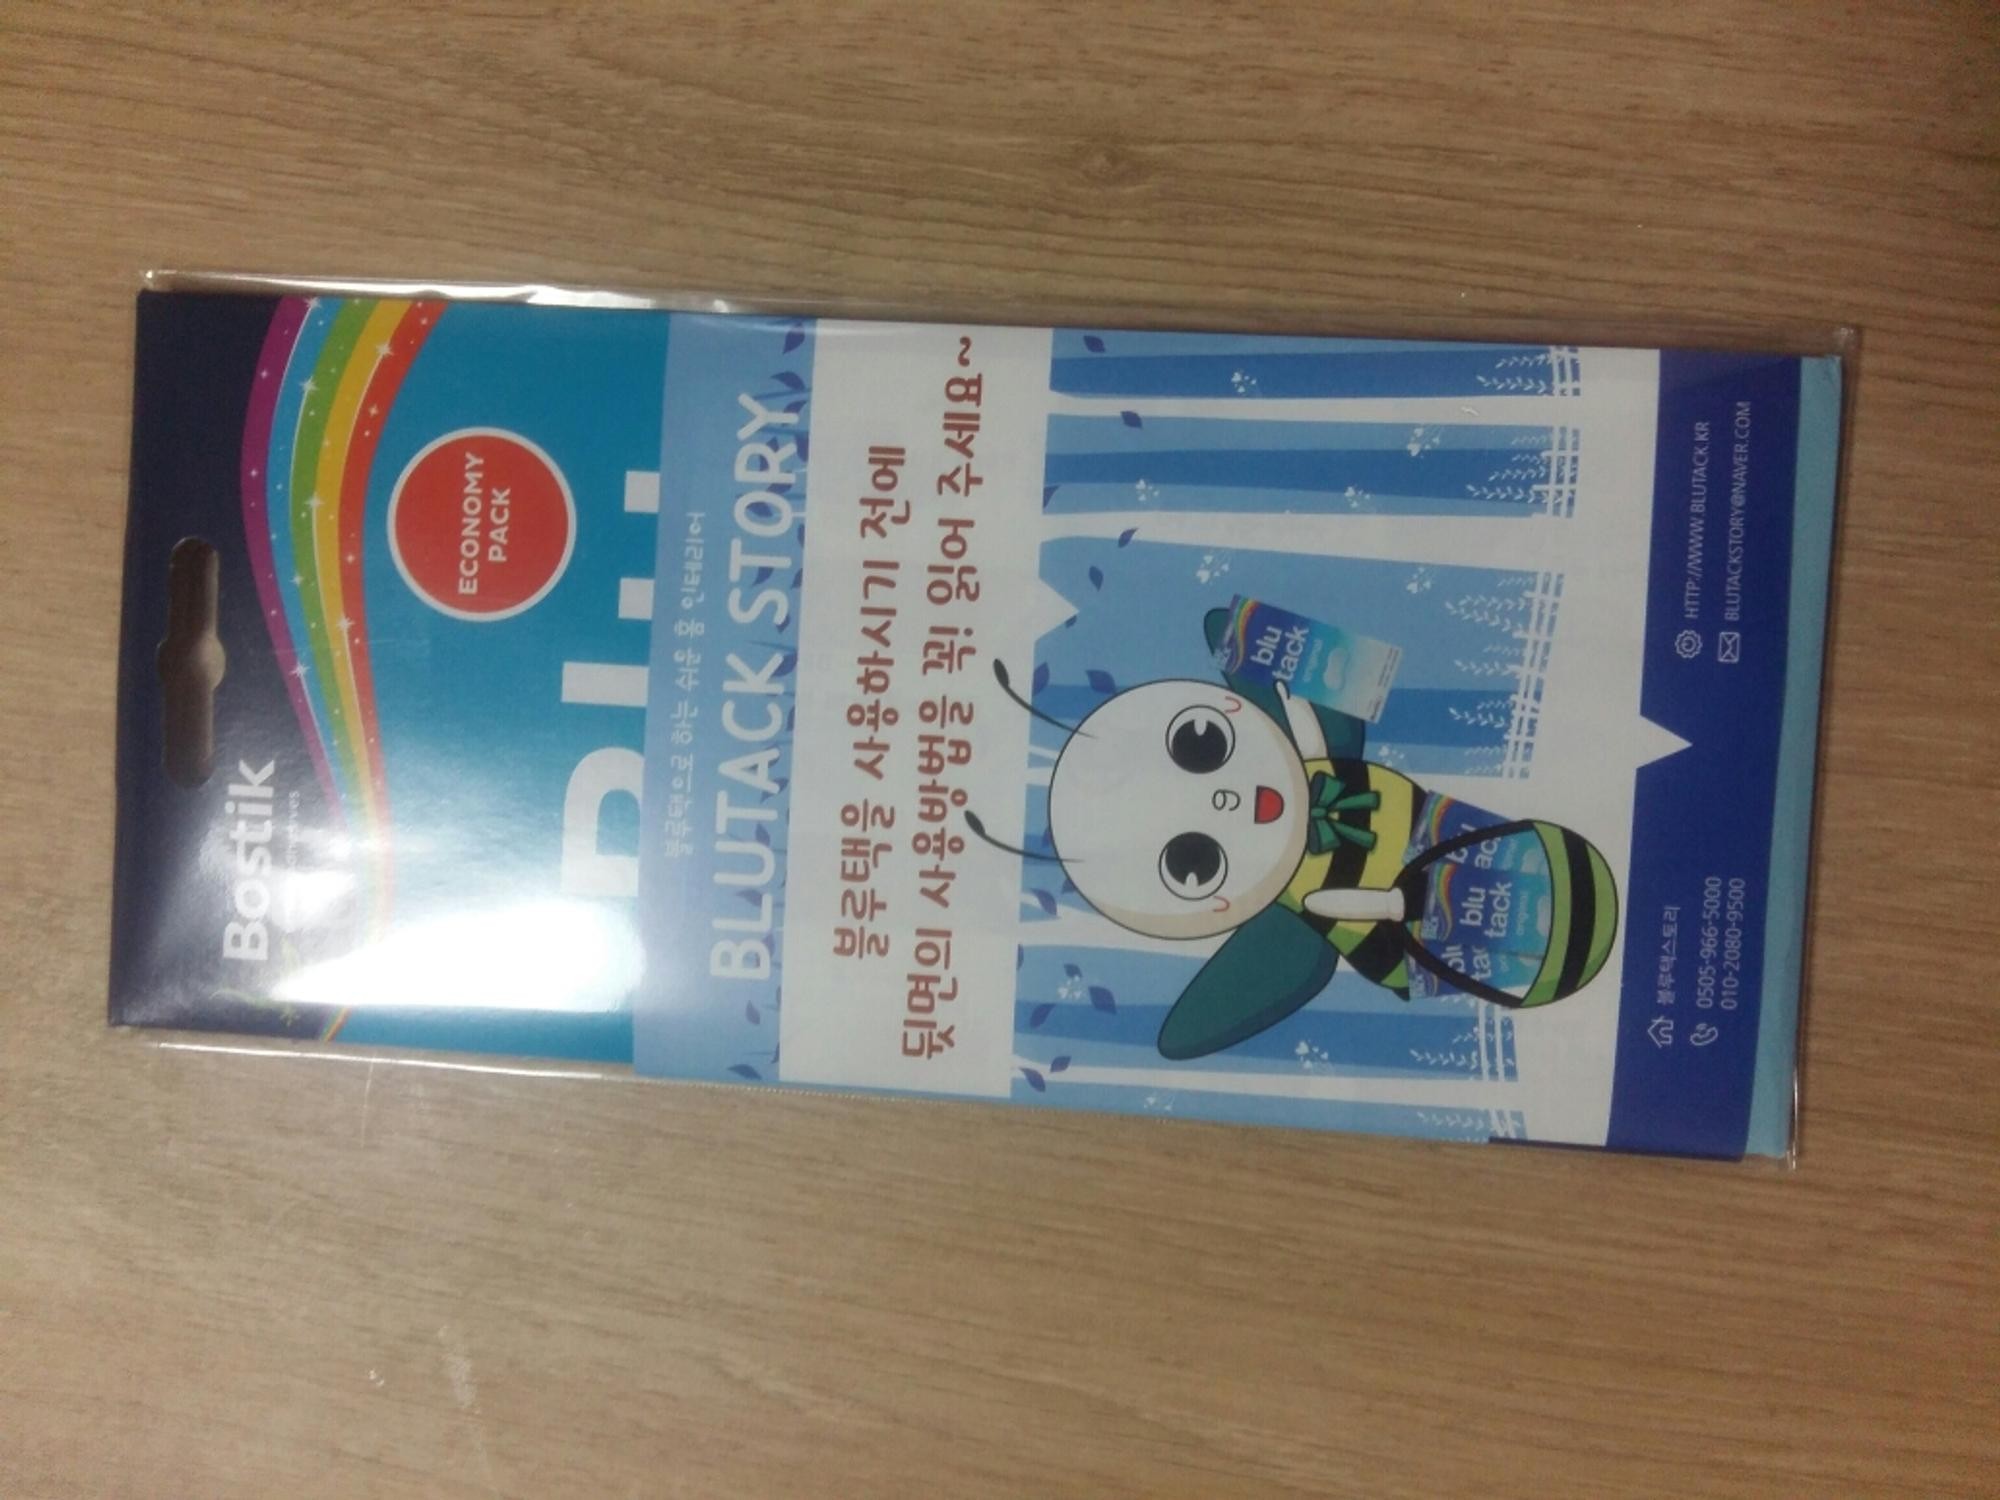 Bostik
ECONOMY
PACK
블루택으로 하는 쉬운 홈 인테리어
BLUTACK STORY
블루택을 사용하시기 전에
뒷면의 사용방법을 꼭! 읽어 주세요~
blu
tack
original
blu
tack
original
블루택스토리
0505-966-5000
010-2080-9500
HTTP://WWW.BLUTACK.KR
BLUTACKSTORY@NAVER.COM